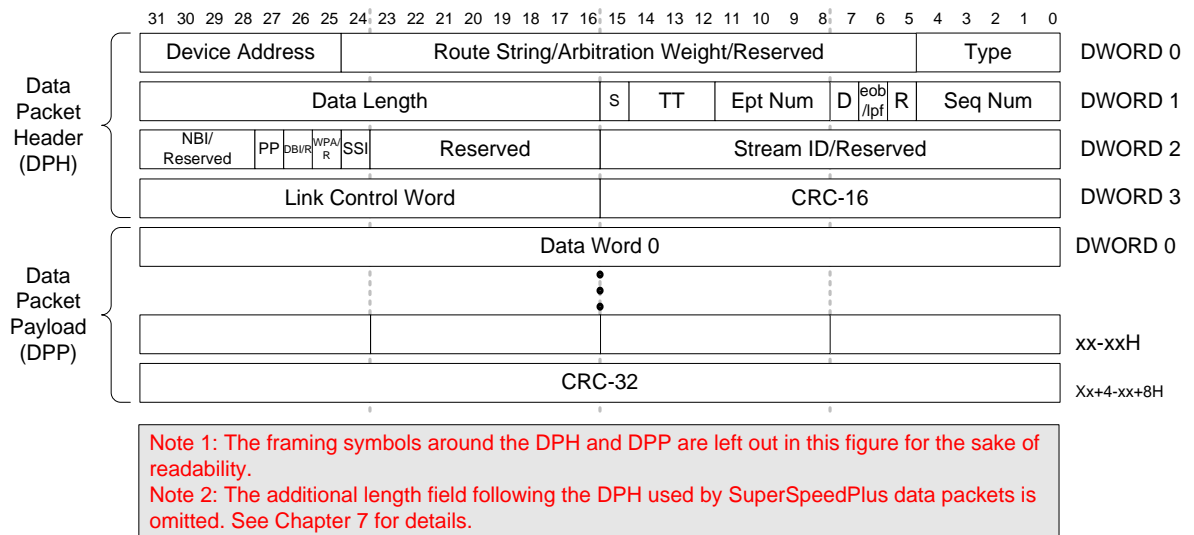 31 30 29 28 27 26 25 24 23 22 21 20 19 18 17 16 15 14 13 12 11 10 9 8 7 6 5 4 3 2 1 0
Data
Packet
Header
(DPH)
Device Address Route String/Arbitration Weight/Reserved Type DWORD 0
Data Length S TT Ept Num D eob
/lpf R Seq Num DWORD 1
NBI/
Reserved PP DBI/R WPA/
R SSI Reserved Stream ID/Reserved DWORD 2
Link Control Word CRC-16 DWORD 3
Data
Packet
Payload
(DPP)
Data Word 0 DWORD 0
xx-xxH
CRC-32 Xx+4-xx+8H
Note 1: The framing symbols around the DPH and DPP are left out in this figure for the sake of
readability.
Note 2: The additional length field following the DPH used by SuperSpeedPlus data packets is
omitted. See Chapter 7 for details.